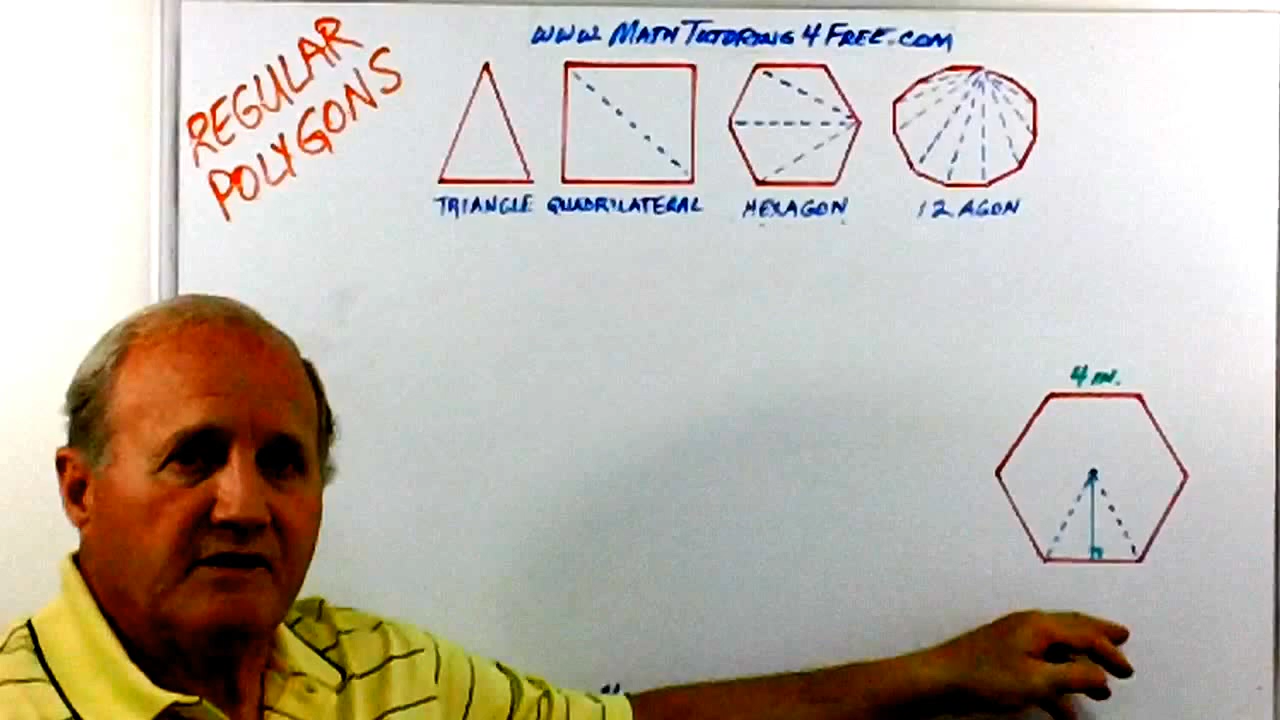 www MathTutoring4Free.com
REGULAR
POLYGONS
TRIANGLE QUADRILATERAL HEXAGON 12 AGON
4 IN.